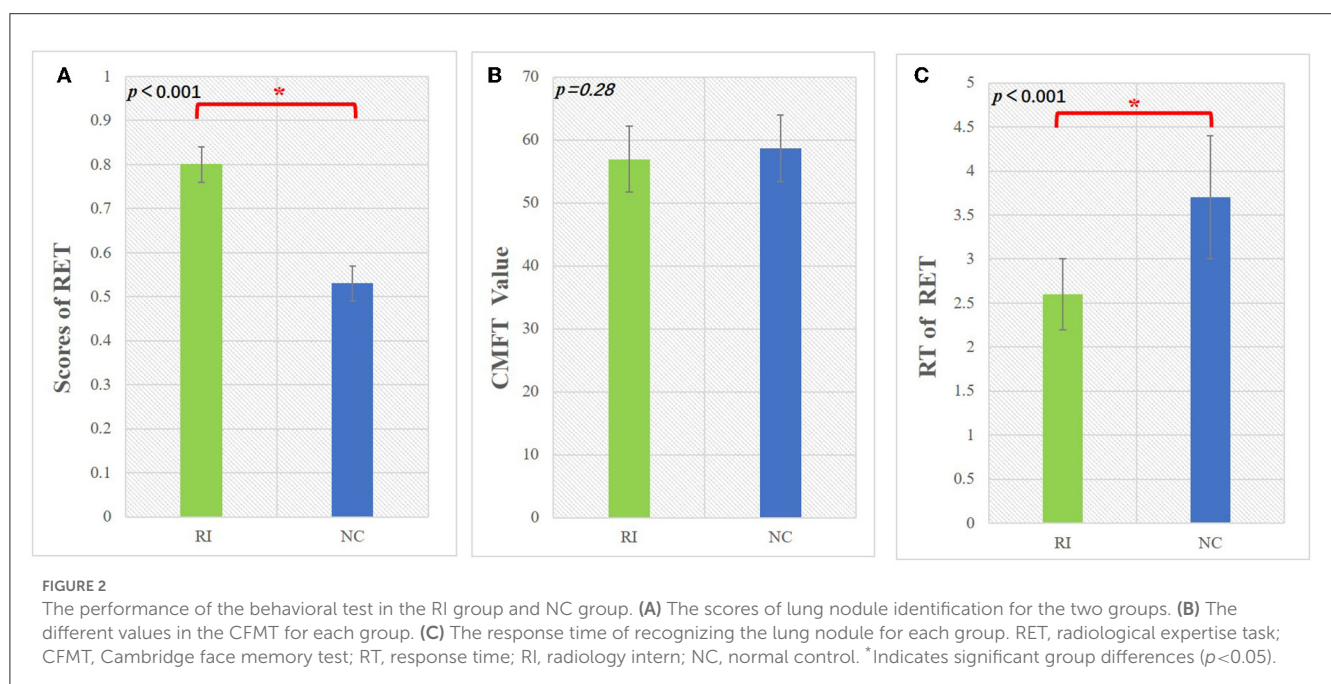 A
p < 0.001
*
1
0.9
0.8
0.7
0.6
0.5
0.4
0.3
0.2
0.1
0
Scores of RET
RI NC
B
p=0.28
70
60
50
40
30
20
10
0
CMFT Value
RI NC
C
p < 0.001
*
5
4.5
4
3.5
3
2.5
2
1.5
1
0.5
0
RT of RET
RI NC
FIGURE 2
The performance of the behavioral test in the RI group and NC group. (A) The scores of lung nodule identification for the two groups. (B) The
different values in the CFMT for each group. (C) The response time of recognizing the lung nodule for each group. RET, radiological expertise task;
CFMT, Cambridge face memory test; RT, response time; RI, radiology intern; NC, normal control. *Indicates significant group differences (p<0.05).